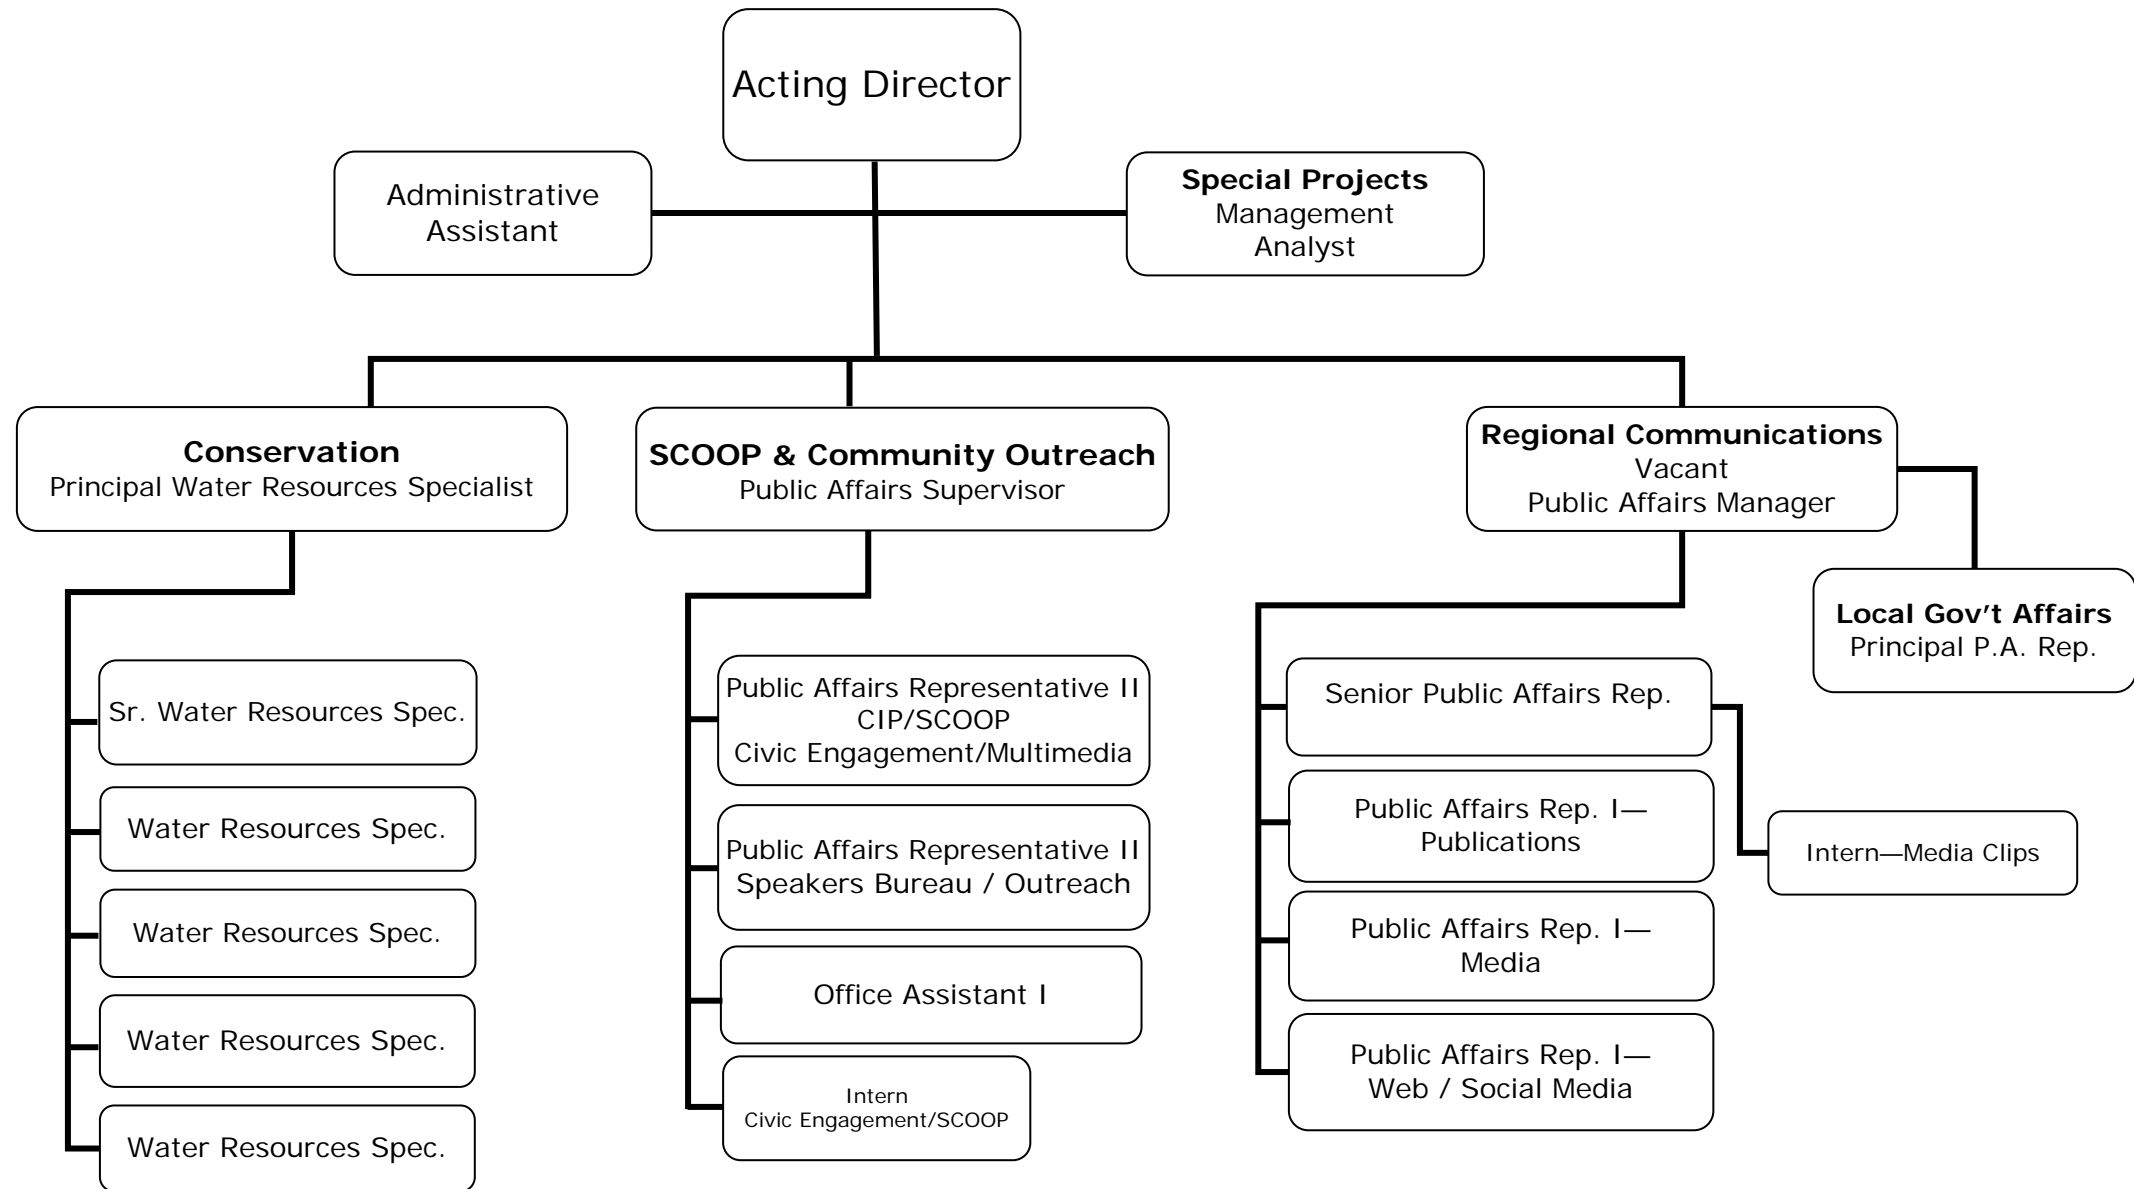 Acting Director
Administrative
Assistant
Special Projects
Management
Analyst
Conservation
Principal Water Resources Specialist
SCOOP & Community Outreach
Public Affairs Supervisor
Regional Communications
Vacant
Public Affairs Manager
Local Gov’t Affairs
Principal P.A. Rep.
Sr. Water Resources Spec.
Water Resources Spec.
Water Resources Spec.
Water Resources Spec.
Water Resources Spec.
Public Affairs Representative II
CIP/SCOOP
Civic Engagement/Multimedia
Public Affairs Representative II
Speakers Bureau / Outreach
Office Assistant I
Intern
Civic Engagement/SCOOP
Senior Public Affairs Rep.
Public Affairs Rep. I—
Publications
Public Affairs Rep. I—
Media
Public Affairs Rep. I—
Web / Social Media
Intern—Media Clips